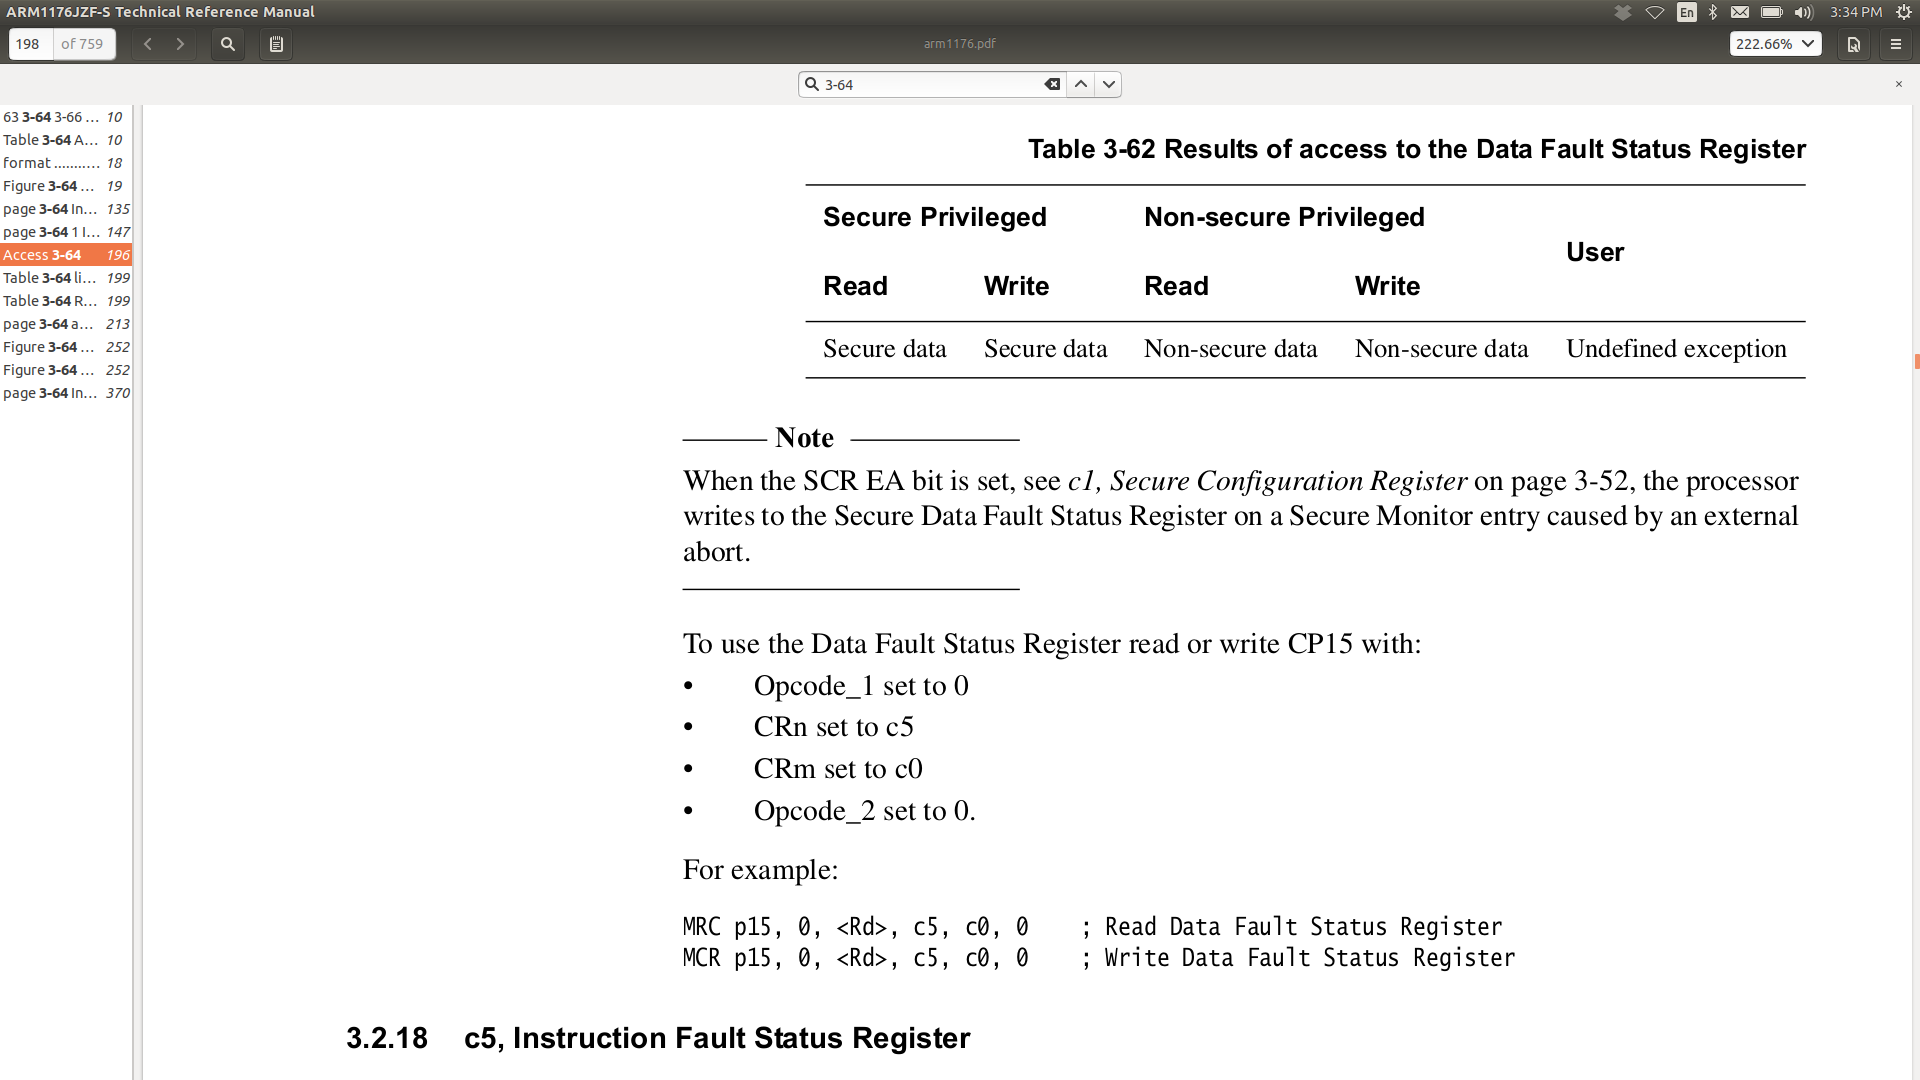 ARM1176JZF-S Technical Reference Manual
En
3:34 PM
198 of 759
arm1176.pdf
222.66%
3-64
63 3-64 3-66 ... 10
Table 3-64 A... 10
format .......... 18
Figure 3-64 ... 19
page 3-64 In... 135
page 3-64 1 I... 147
Access 3-64 196
Table 3-64 li... 199
Table 3-64 R... 199
page 3-64 a... 213
Figure 3-64 ... 252
Figure 3-64 ... 252
page 3-64 In... 370
Table 3-62 Results of access to the Data Fault Status Register
Secure Privileged Non-secure Privileged
User
Read Write Read Write
Secure data Secure data Non-secure data Non-secure data Undefined exception
Note
When the SCR EA bit is set, see c1, Secure Configuration Register on page 3-52, the processor
writes to the Secure Data Fault Status Register on a Secure Monitor entry caused by an external
abort.
To use the Data Fault Status Register read or write CP15 with:
• Opcode_1 set to 0
• CRn set to c5
• CRm set to c0
• Opcode_2 set to 0.
For example:
MRC p15, 0, <Rd>, c5, c0, 0 ; Read Data Fault Status Register
MCR p15, 0, <Rd>, c5, c0, 0 ; Write Data Fault Status Register
3.2.18 c5, Instruction Fault Status Register